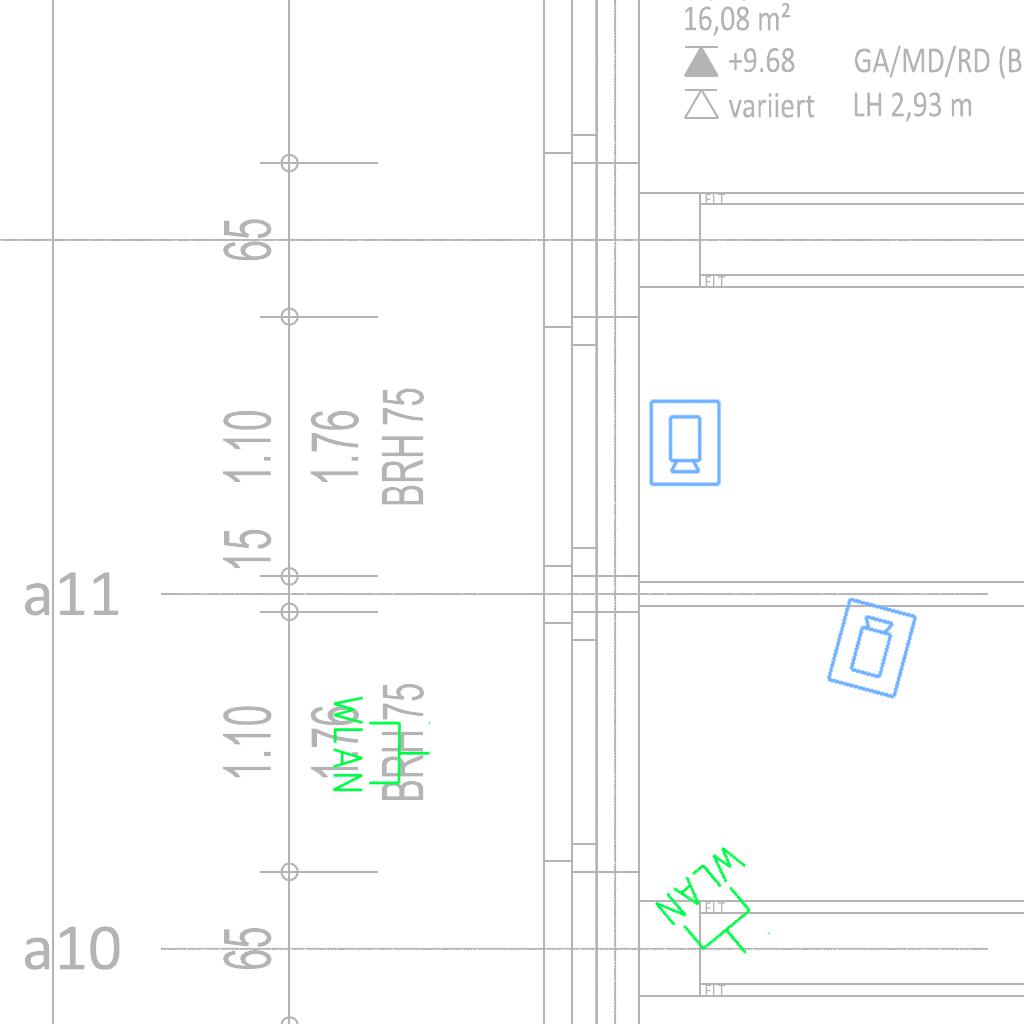 16,08 m²
+9.68 GA/MD/RD (B
variiert LH 2,93 m
FIT
65
FIT
1.10
1.76
BRH 75
15
a11
1.10
1.76
BRH 75
WLAN
WLAN
FIT
a10
65
FIT